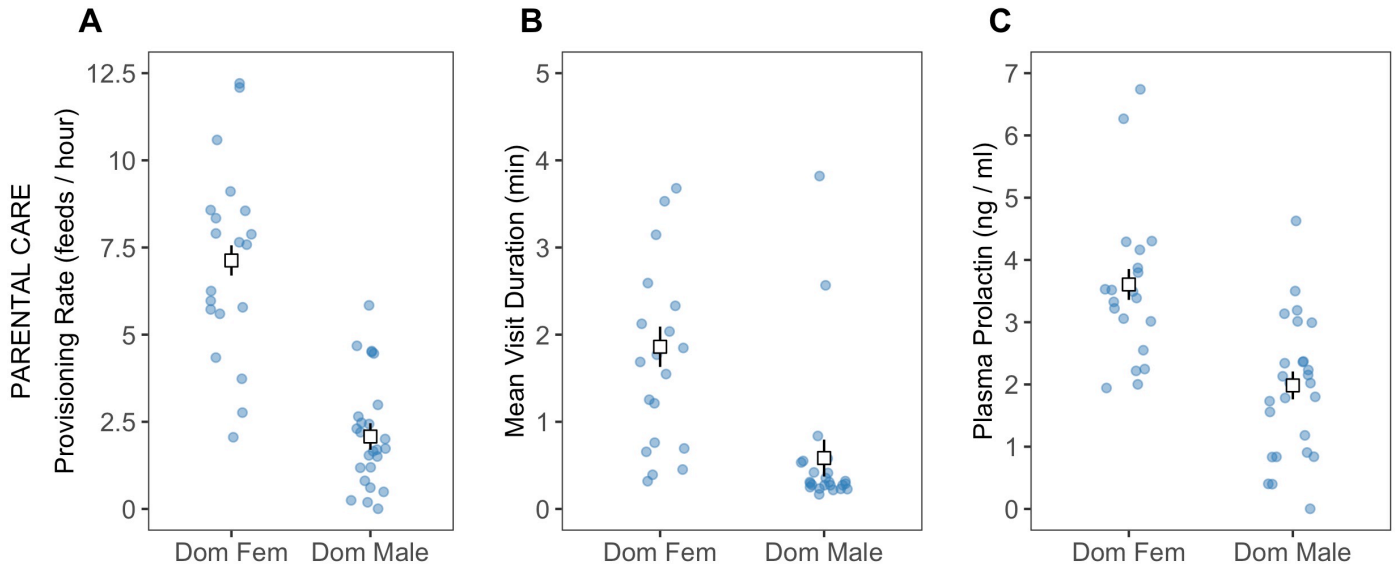 A
B
C
PARENTAL CARE
Provisioning Rate (feeds / hour)
12.5
10
7.5
5
2.5
0
Dom Fem
Dom Male
Mean Visit Duration (min)
5
4
3
2
1
0
Dom Fem
Dom Male
Plasma Prolactin (ng / ml)
7
6
5
4
3
2
1
0
Dom Fem
Dom Male